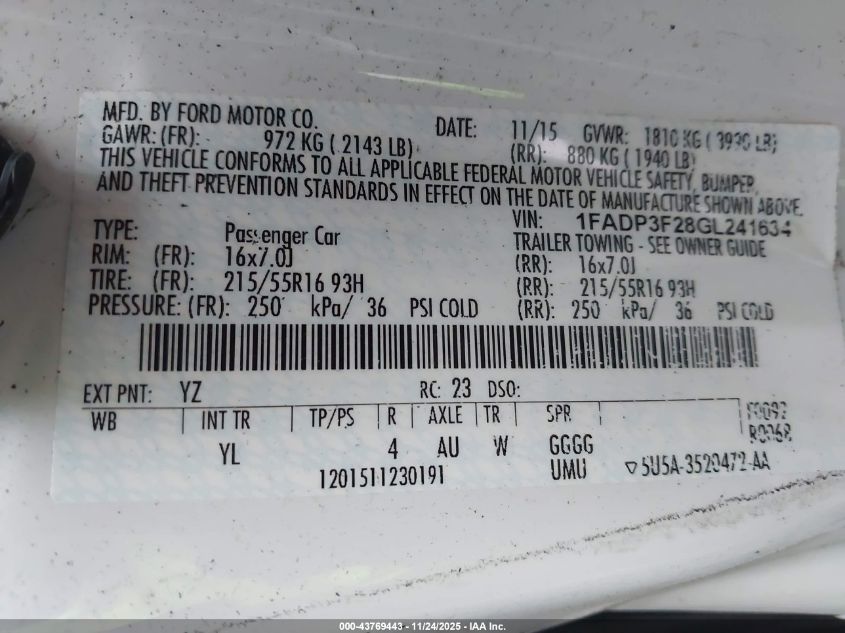 MFD. BY FORD MOTOR CO. DATE: 11/15 GVWR: 1810 KG ( 3990 LB)
GAWR: (FR): 972 KG ( 2143 LB) (RR): 880 KG ( 1940 LB)
THIS VEHICLE CONFORMS TO ALL APPLICABLE FEDERAL MOTOR VEHICLE SAFETY, BUMPER,
AND THEFT PREVENTION STANDARDS IN EFFECT ON THE DATE OF MANUFACTURE SHOWN ABOVE.
VIN: 1FADP3F28GL241634
TYPE: Passenger Car TRAILER TOWING - SEE OWNER GUIDE
RIM: (FR): 16x7.0J (RR): 16x7.0J
TIRE: (FR): 215/55R16 93H (RR): 215/55R16 93H
PRESSURE: (FR): 250 kPa/ 36 PSI COLD (RR): 250 kPa/ 36 PSI COLD
EXT PNT: YZ RC: 23 DSO:
WB INT TR TP/PS R AXLE TR SPR F0092
R0068
YL 4 AU W GGGG
1201511230191 UMU ▽5U5A-3520472-AA
000-43769443 - 11/24/2025 - IAA Inc.